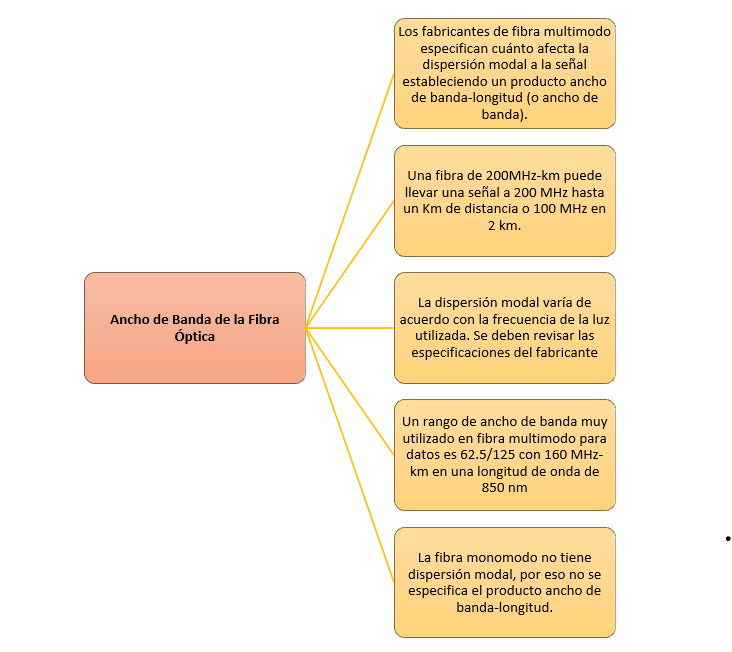 Ancho de Banda de la Fibra
Óptica
Los fabricantes de fibra multimodo
especifican cuánto afecta la
dispersión modal a la señal
estableciendo un producto ancho
de banda-longitud (o ancho de
banda).
Una fibra de 200MHz-km puede
llevar una señal a 200 MHz hasta
un Km de distancia o 100 MHz en
2 km.
La dispersión modal varía de
acuerdo con la frecuencia de la luz
utilizada. Se deben revisar las
especificaciones del fabricante
Un rango de ancho de banda muy
utilizado en fibra multimodo para
datos es 62.5/125 con 160 MHz-
km en una longitud de onda de
850 nm
La fibra monomodo no tiene
dispersión modal, por eso no se
especifica el producto ancho de
banda-longitud.